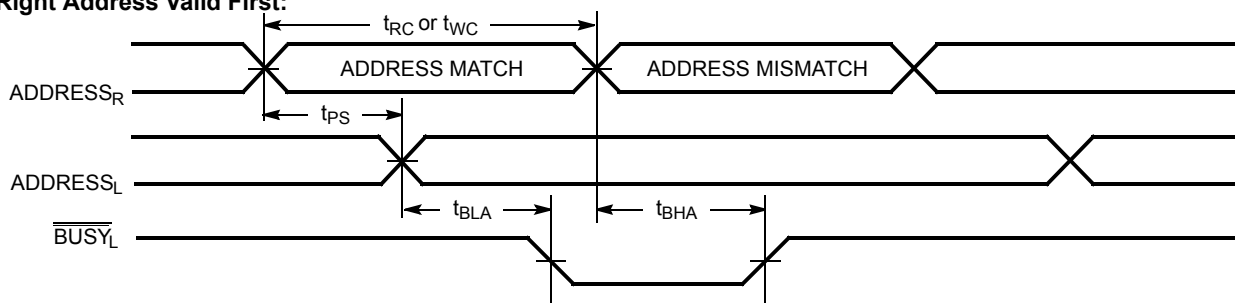 Right Address Valid First:
tRC or tWC
ADDRESS MATCH
ADDRESS MISMATCH
ADDRESSR
tPS
ADDRESSL
tBLA
tBHA
BUSYL